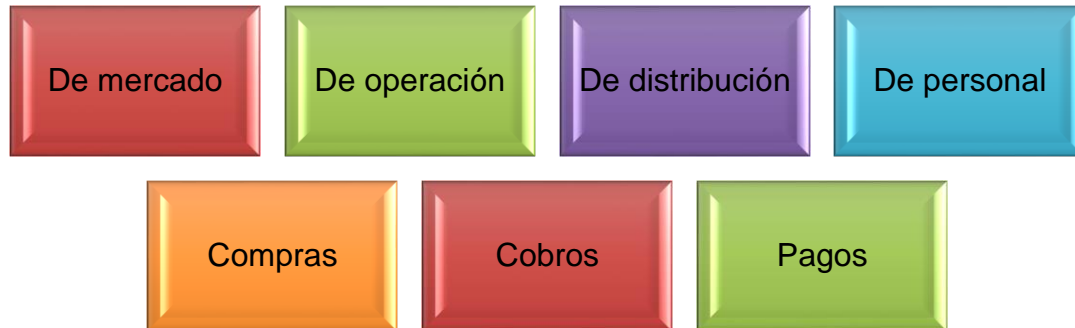 De mercado
De operación
De distribución
De personal
Compras
Cobros
Pagos